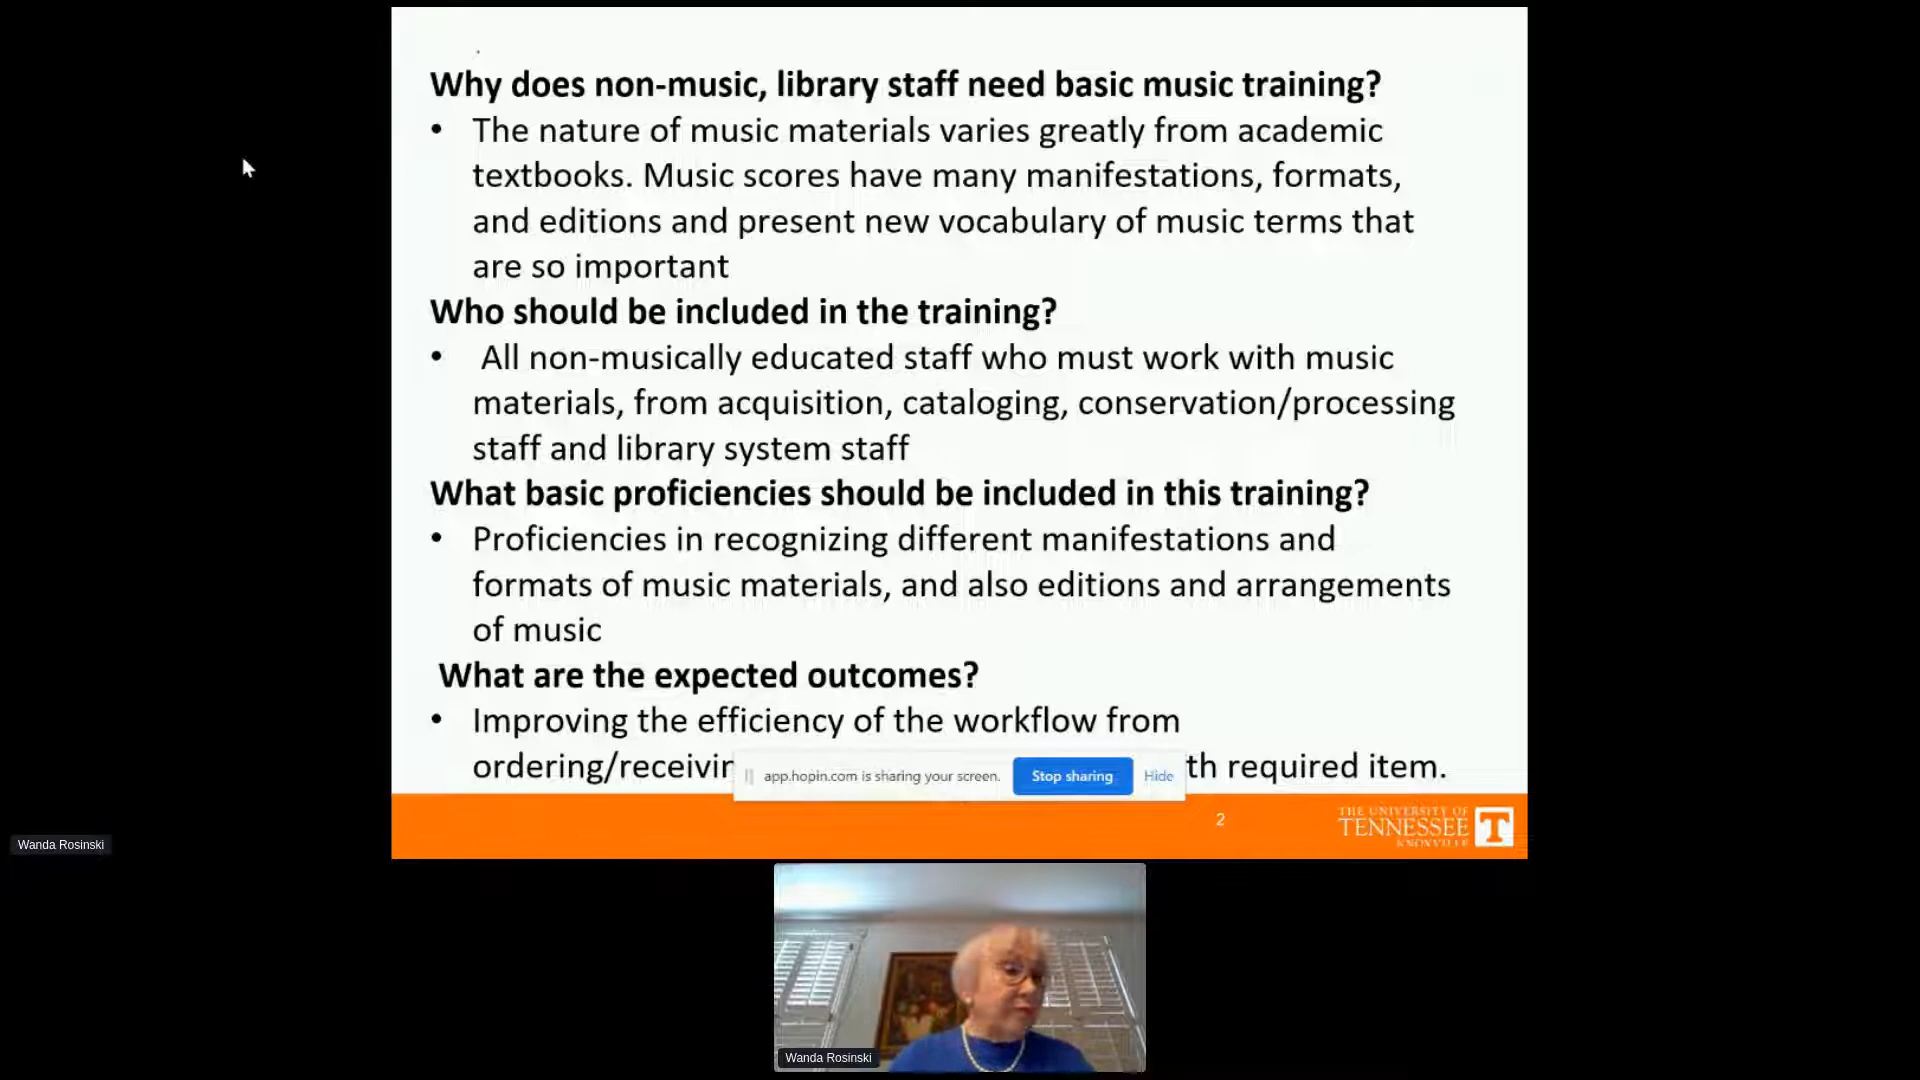 Why does non-music, library staff need basic music training?
• The nature of music materials varies greatly from academic
textbooks. Music scores have many manifestations, formats,
and editions and present new vocabulary of music terms that
are so important
Who should be included in the training?
• All non-musically educated staff who must work with music
materials, from acquisition, cataloging, conservation/processing
staff and library system staff
What basic proficiencies should be included in this training?
• Proficiencies in recognizing different manifestations and
formats of music materials, and also editions and arrangements
of music
What are the expected outcomes?
• Improving the efficiency of the workflow from
ordering/receivin th required item.
app.hopin.com is sharing your screen. Stop sharing Hide
2
THE UNIVERSITY OF
TENNESSEE
KNOXVILLE
T
Wanda Rosinski
Wanda Rosinski